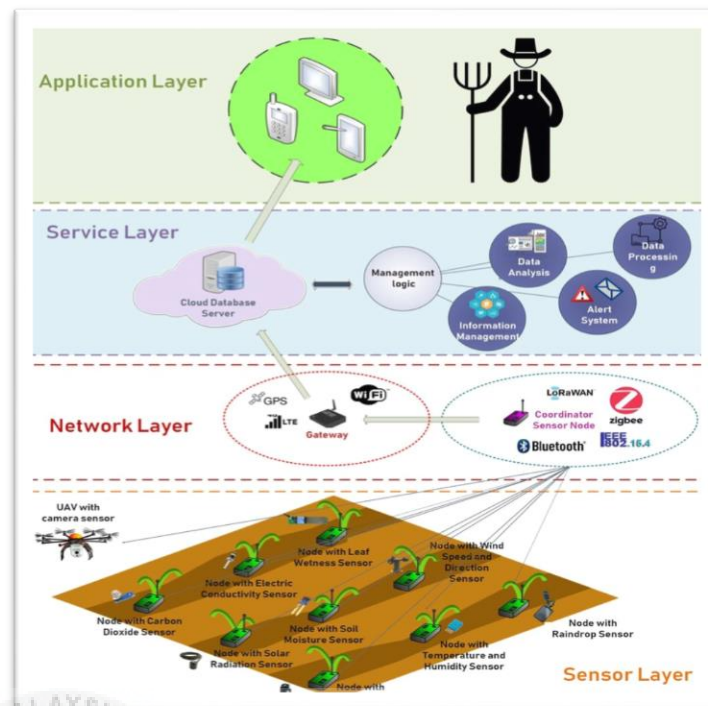 Application Layer
Service Layer
Cloud Database
Server
Management
logic
Data
Analysis
Data
Processin
g
Information
Management
Alert
System
Network Layer
GPS
WiFi
LTE
Gateway
LoRaWAN
Coordinator
Sensor Node
zigbee
Bluetooth
IEEE
802.16.4
UAV with
camera sensor
Node with Leaf
Wetness Sensor
Node with Wind
Speed and
Direction
Sensor
Node with Electric
Conductivity Sensor
Node with Carbon
Dioxide Sensor
Node with Soil
Moisture Sensor
Node with
Raindrop Sensor
Node with Solar
Radiation Sensor
Node with
Temperature and
Humidity Sensor
Node with
Sensor Layer